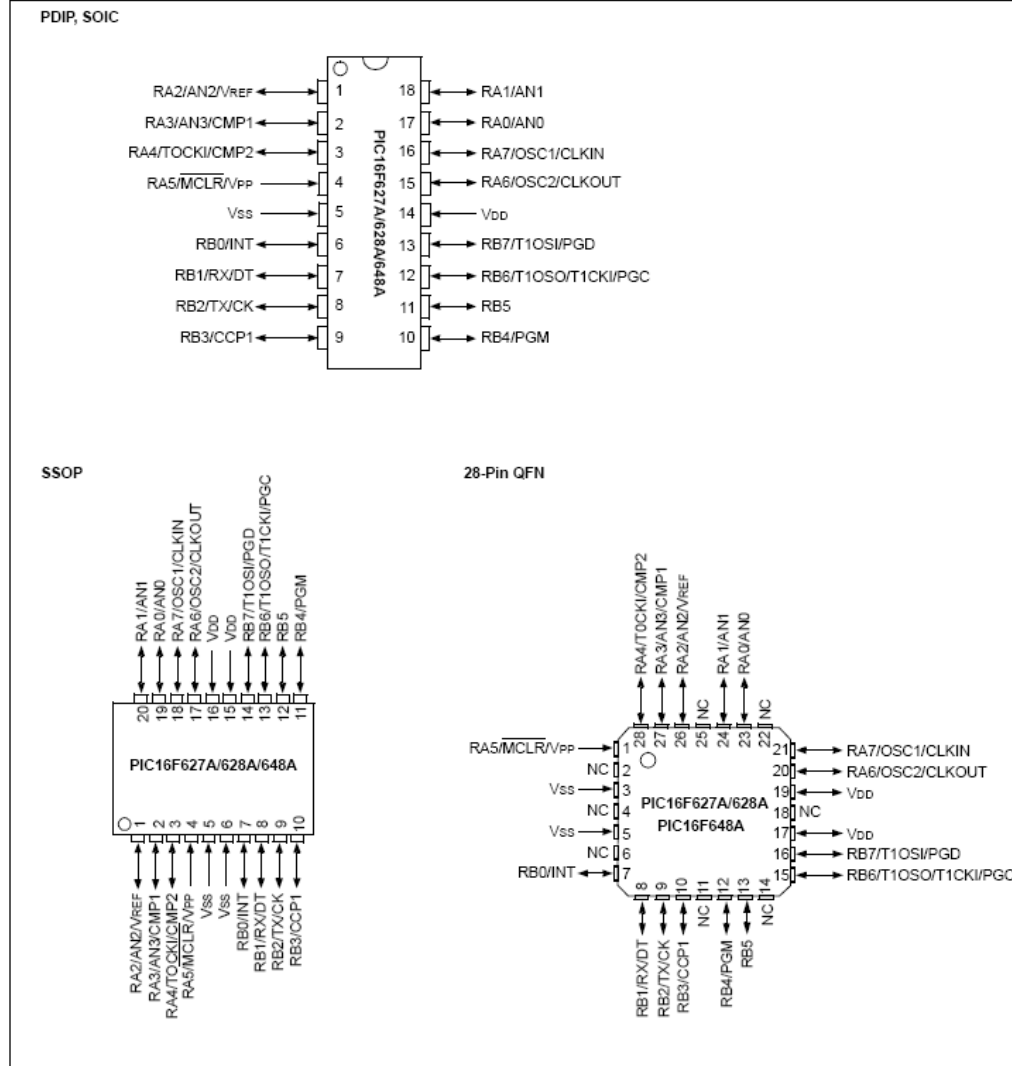 PDIP, SOIC
RA2/AN2/VREF
RA3/AN3/CMP1
RA4/TOCKI/CMP2
RA5/MCLR/VPP
VSS
RB0/INT
RB1/RX/DT
RB2/TX/CK
RB3/CCP1
1
2
3
4
5
6
7
8
9
PIC16F627A/628A/648A
18
17
16
15
14
13
12
11
10
RA1/AN1
RA0/AN0
RA7/OSC1/CLKIN
RA6/OSC2/CLKOUT
VDD
RB7/T1OSI/PGD
RB6/T1OSO/T1CKI/PGC
RB5
RB4/PGM
SSOP
RA1/AN1
RA0/AN0
RA7/OSC1/CLKIN
RA6/OSC2/CLKOUT
VDD
VDD
RB7/T1OSI/PGD
RB6/T1OSO/T1CKI/PGC
RB5
RB4/PGM
20
19
18
17
16
15
14
13
12
11
PIC16F627A/628A/648A
1
2
3
4
5
6
7
8
9
10
RA2/AN2/VREF
RA3/AN3/CMP1
RA4/TOCKI/CMP2
RA5/MCLR/VPP
VSS
VSS
RB0/INT
RB1/RX/DT
RB2/TX/CK
RB3/CCP1
28-Pin QFN
RA4/T0CKI/CMP2
RA3/AN3/CMP1
RA2/AN2/VREF
NC
RA1/AN1
RA0/AN0
NC
28
27
26
25
24
23
22
RA5/MCLR/VPP
NC
VSS
NC
VSS
NC
RB0/INT
1
2
3
4
5
6
7
PIC16F627A/628A
PIC16F648A
21
20
19
18
17
16
15
RA7/OSC1/CLKIN
RA6/OSC2/CLKOUT
VDD
NC
VDD
RB7/T1OSI/PGD
RB6/T1OSO/T1CKI/PGC
8
9
10
11
12
13
14
RB1/RX/DT
RB2/TX/CK
RB3/CCP1
NC
RB4/PGM
RB5
NC